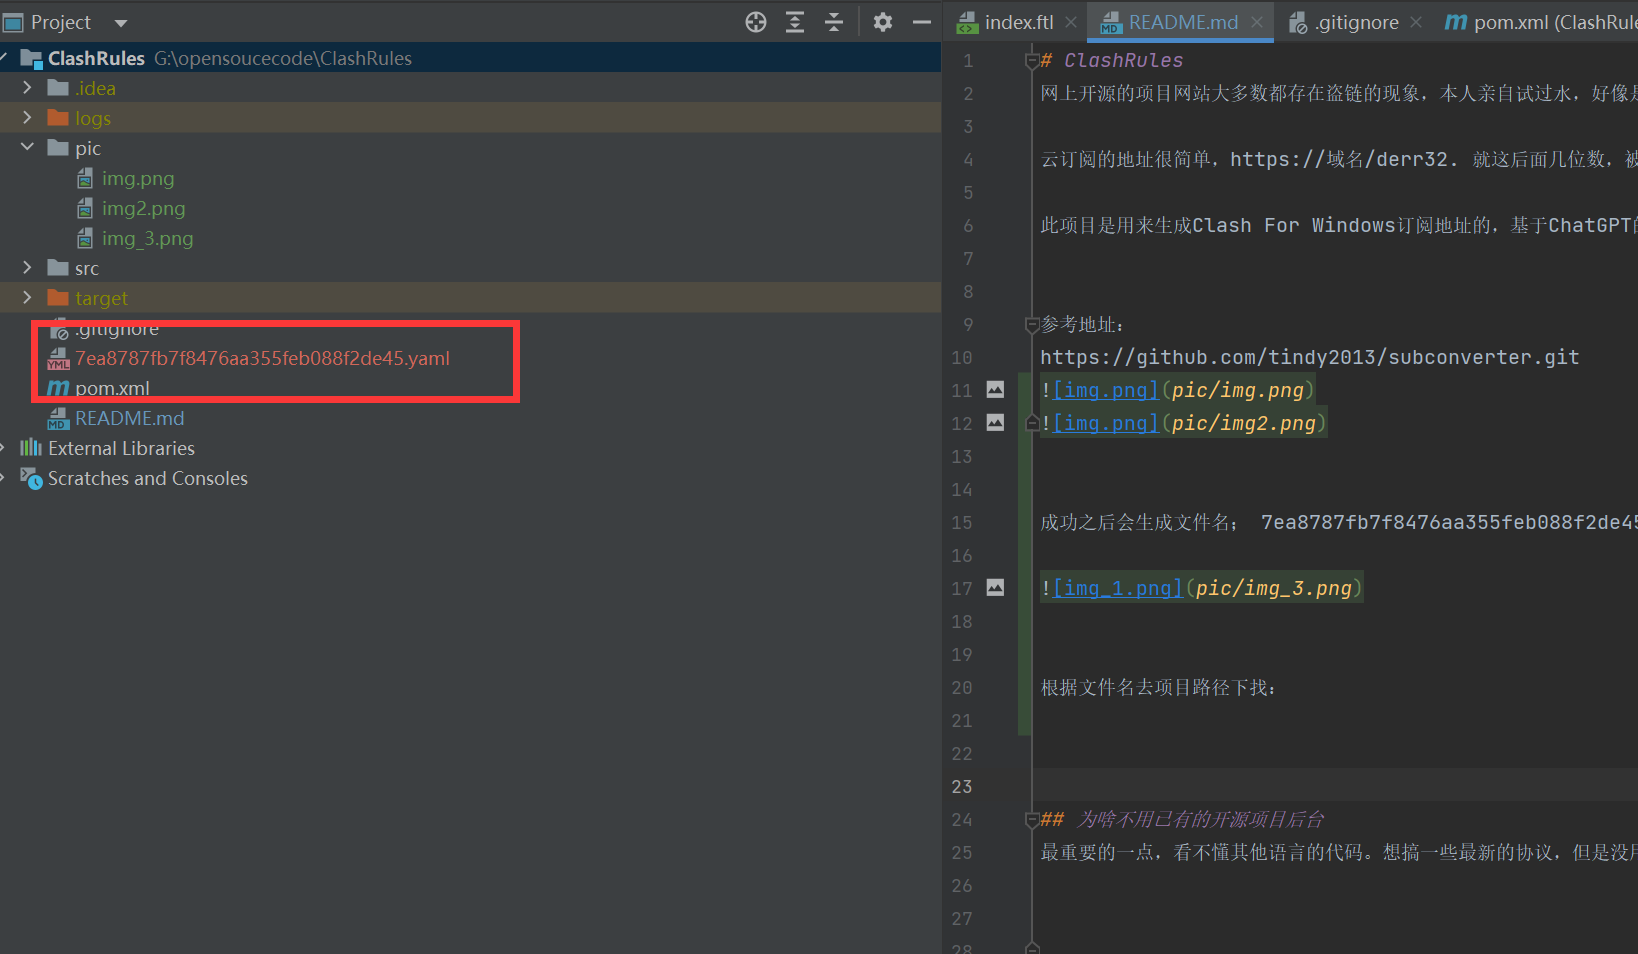 Project
ClashRules G:\opensoucecode\ClashRules
.idea
logs
pic
img.png
img2.png
img_3.png
src
target
.gitignore
7ea8787fb7f8476aa355feb088f2de45.yaml
pom.xml
README.md
External Libraries
Scratches and Consoles
index.ftl README.md .gitignore pom.xml (ClashRule
1 # ClashRules
2 网上开源的项目网站大多数都存在盗链的现象，本人亲自试过水，好像是
3
4 云订阅的地址很简单，https://域名/derr32. 就这后面几位数，被
5
6 此项目是用来生成Clash For Windows订阅地址的，基于ChatGPT的
7
8
9 参考地址：
10 https://github.com/tindy2013/subconverter.git
11 ![img.png](pic/img.png)
12 ![img.png](pic/img2.png)
13
14
15 成功之后会生成文件名； 7ea8787fb7f8476aa355feb088f2de45
16
17 ![img_1.png](pic/img_3.png)
18
19
20 根据文件名去项目路径下找：
21
22
23
24 ## 为啥不用已有的开源项目后台
25 最重要的一点，看不懂其他语言的代码。想搞一些最新的协议，但是没用
26
27
28